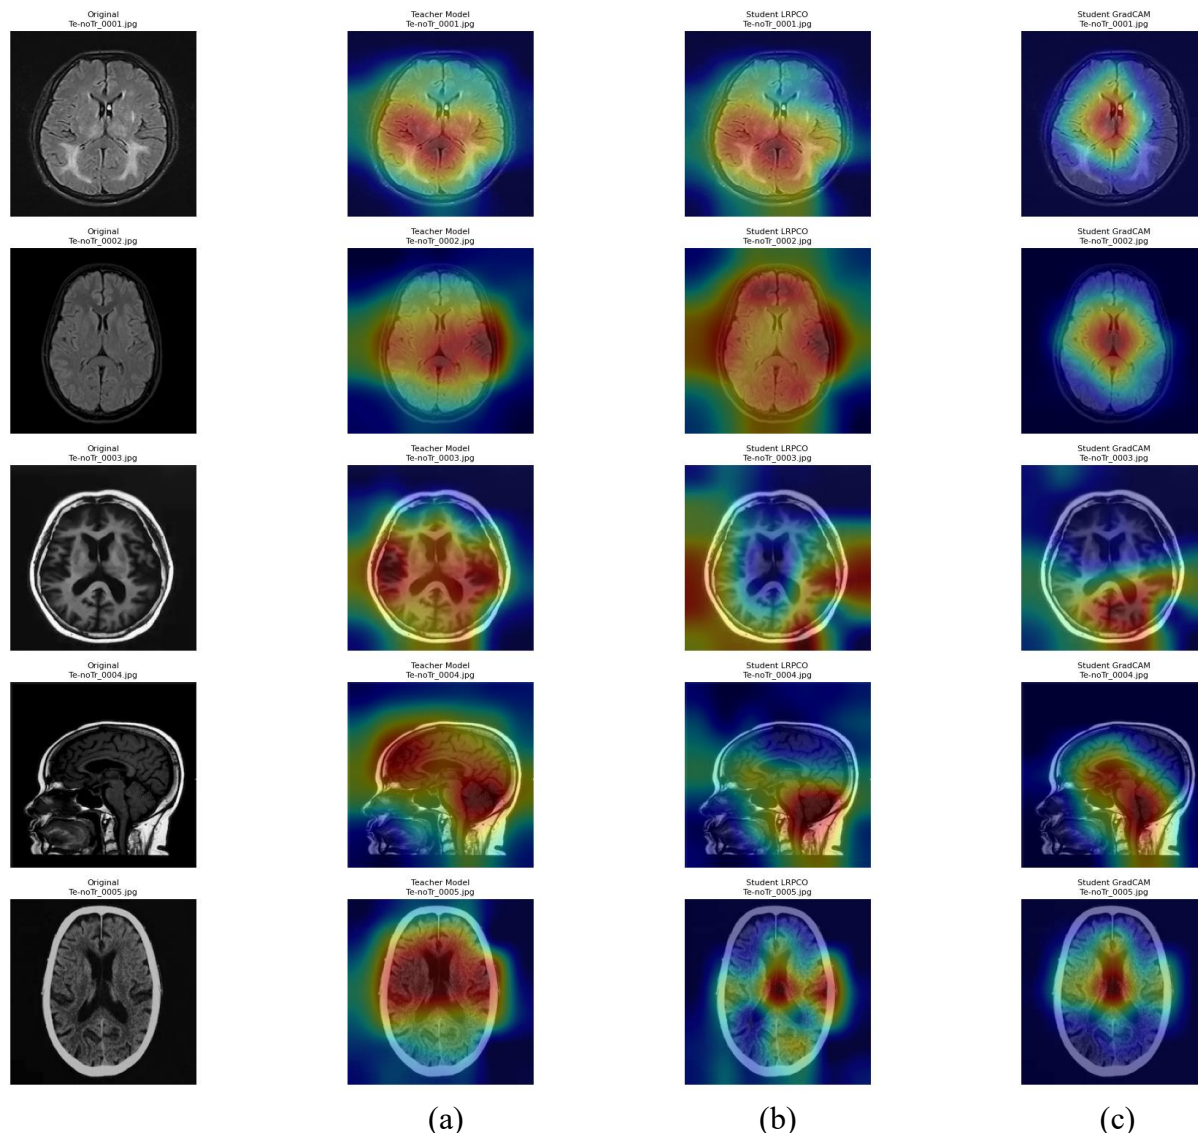 Original
Te-noTr_0001.jpg
Teacher Model
Te-noTr_0001.jpg
Student LRPCO
Te-noTr_0001.jpg
Student GradCAM
Te-noTr_0001.jpg
Original
Te-noTr_0002.jpg
Teacher Model
Te-noTr_0002.jpg
Student LRPCO
Te-noTr_0002.jpg
Student GradCAM
Te-noTr_0002.jpg
Original
Te-noTr_0003.jpg
Teacher Model
Te-noTr_0003.jpg
Student LRPCO
Te-noTr_0003.jpg
Student GradCAM
Te-noTr_0003.jpg
Original
Te-noTr_0004.jpg
Teacher Model
Te-noTr_0004.jpg
Student LRPCO
Te-noTr_0004.jpg
Student GradCAM
Te-noTr_0004.jpg
Original
Te-noTr_0005.jpg
Teacher Model
Te-noTr_0005.jpg
Student LRPCO
Te-noTr_0005.jpg
Student GradCAM
Te-noTr_0005.jpg
(a)
(b)
(c)